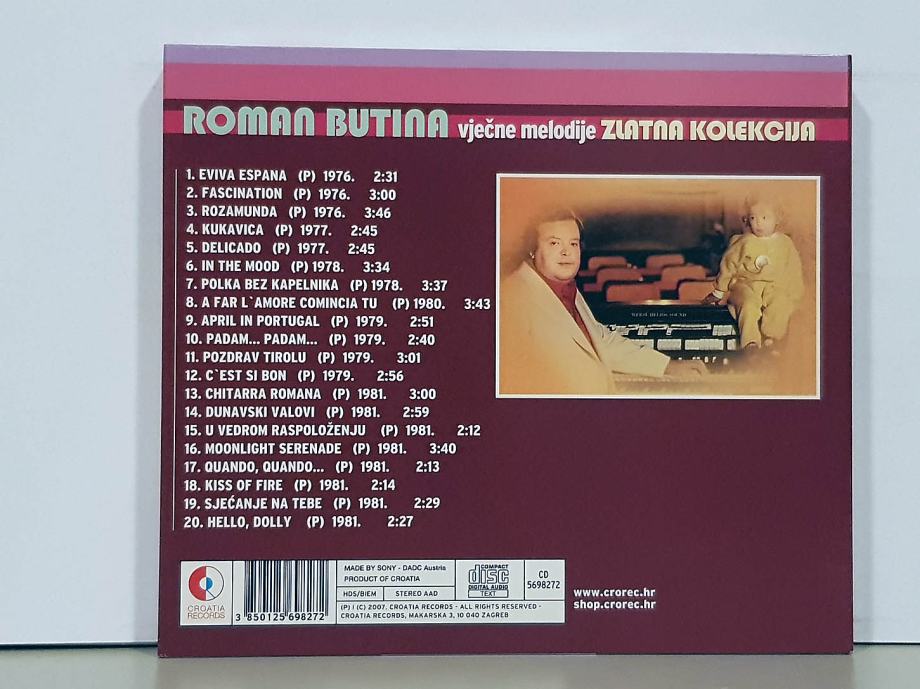 ROMAN BUTINA vječne melodije ZLATNA KOLEKCIJA
1. EVIVA ESPANA (P) 1976. 2:31
2. FASCINATION (P) 1976. 3:00
3. ROZAMUNDA (P) 1976. 3:46
4. KUKAVICA (P) 1977. 2:45
5. DELICADO (P) 1977. 2:45
6. IN THE MOOD (P) 1978. 3:34
7. POLKA BEZ KAPELNIKA (P) 1978. 3:37
8. A FAR L`AMORE COMINCIA TU (P) 1980. 3:43
9. APRIL IN PORTUGAL (P) 1979. 2:51
10. PADAM... PADAM... (P) 1979. 2:40
11. POZDRAV TIROLU (P) 1979. 3:01
12. C`EST SI BON (P) 1979. 2:56
13. CHITARRA ROMANA (P) 1981. 3:00
14. DUNAVSKI VALOVI (P) 1981. 2:59
15. U VEDROM RASPOLOŽENJU (P) 1981. 2:12
16. MOONLIGHT SERENADE (P) 1981. 3:40
17. QUANDO, QUANDO... (P) 1981. 2:13
18. KISS OF FIRE (P) 1981. 2:14
19. SJEĆANJE NA TEBE (P) 1981. 2:29
20. HELLO, DOLLY (P) 1981. 2:27
CROATIA
RECORDS
3 850125 698272
MADE BY SONY - DADC Austria
PRODUCT OF CROATIA
HDS/BIEM STEREO AAD
COMPACT
disc
DIGITAL AUDIO
TEXT
CD
5698272
(P) i (C) 2007. CROATIA RECORDS - ALL RIGHTS RESERVED -
CROATIA RECORDS, MAKARSKA 3, 10 040 ZAGREB
www.crorec.hr
shop.crorec.hr